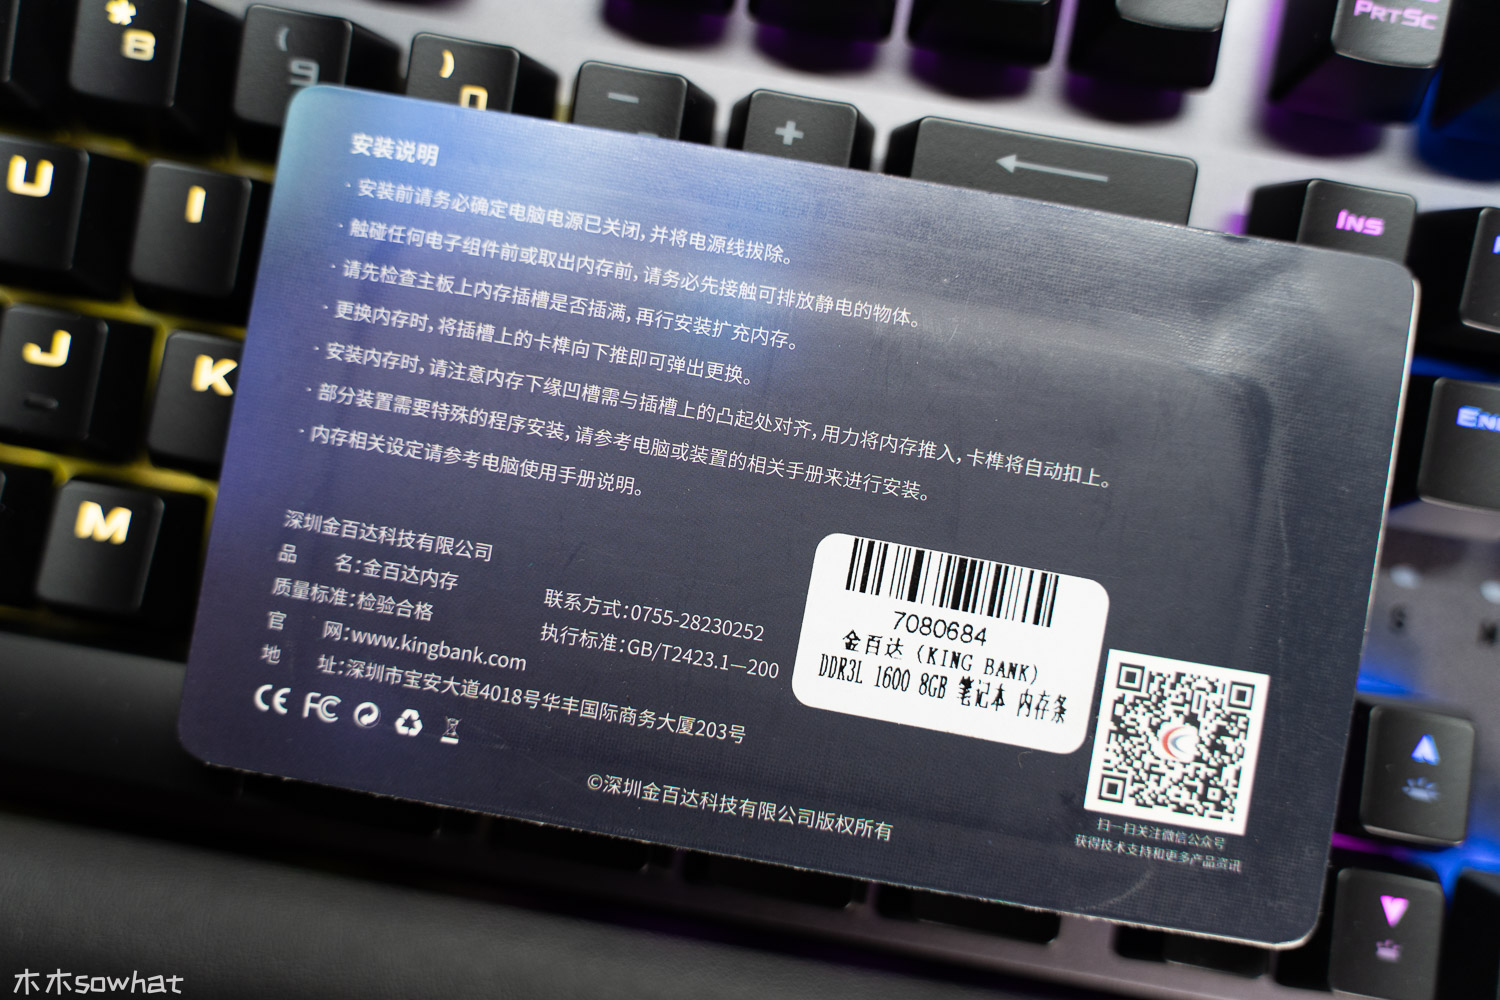 *
8
(
9
)
0
−
+
←
PRTSC
INS
U
I
J
K
M
安装说明
· 安装前请务必确定电脑电源已关闭,并将电源线拔除。
· 触碰任何电子组件前或取出内存前,请务必先接触可排放静电的物体。
· 请先检查主板上内存插槽是否插满,再行安装扩充内存。
· 更换内存时,将插槽上的卡榫向下推即可弹出更换。
· 安装内存时,请注意内存下缘凹槽需与插槽上的凸起处对齐,用力将内存推入,卡榫将自动扣上。
· 部分装置需要特殊的程序安装,请参考电脑或装置的相关手册来进行安装。
· 内存相关设定请参考电脑使用手册说明。
深圳金百达科技有限公司
品 名:金百达内存
质量标准:检验合格
联系方式:0755-28230252
官 网:www.kingbank.com
执行标准:GB/T2423.1—200
地 址:深圳市宝安大道4018号华丰国际商务大厦203号
CE FC
7080684
金百达 (KING BANK)
DDR3L 1600 8GB 笔记本 内存条
扫一扫关注微信公众号
获得技术支持和更多产品资讯
©深圳金百达科技有限公司版权所有
木木sowhat